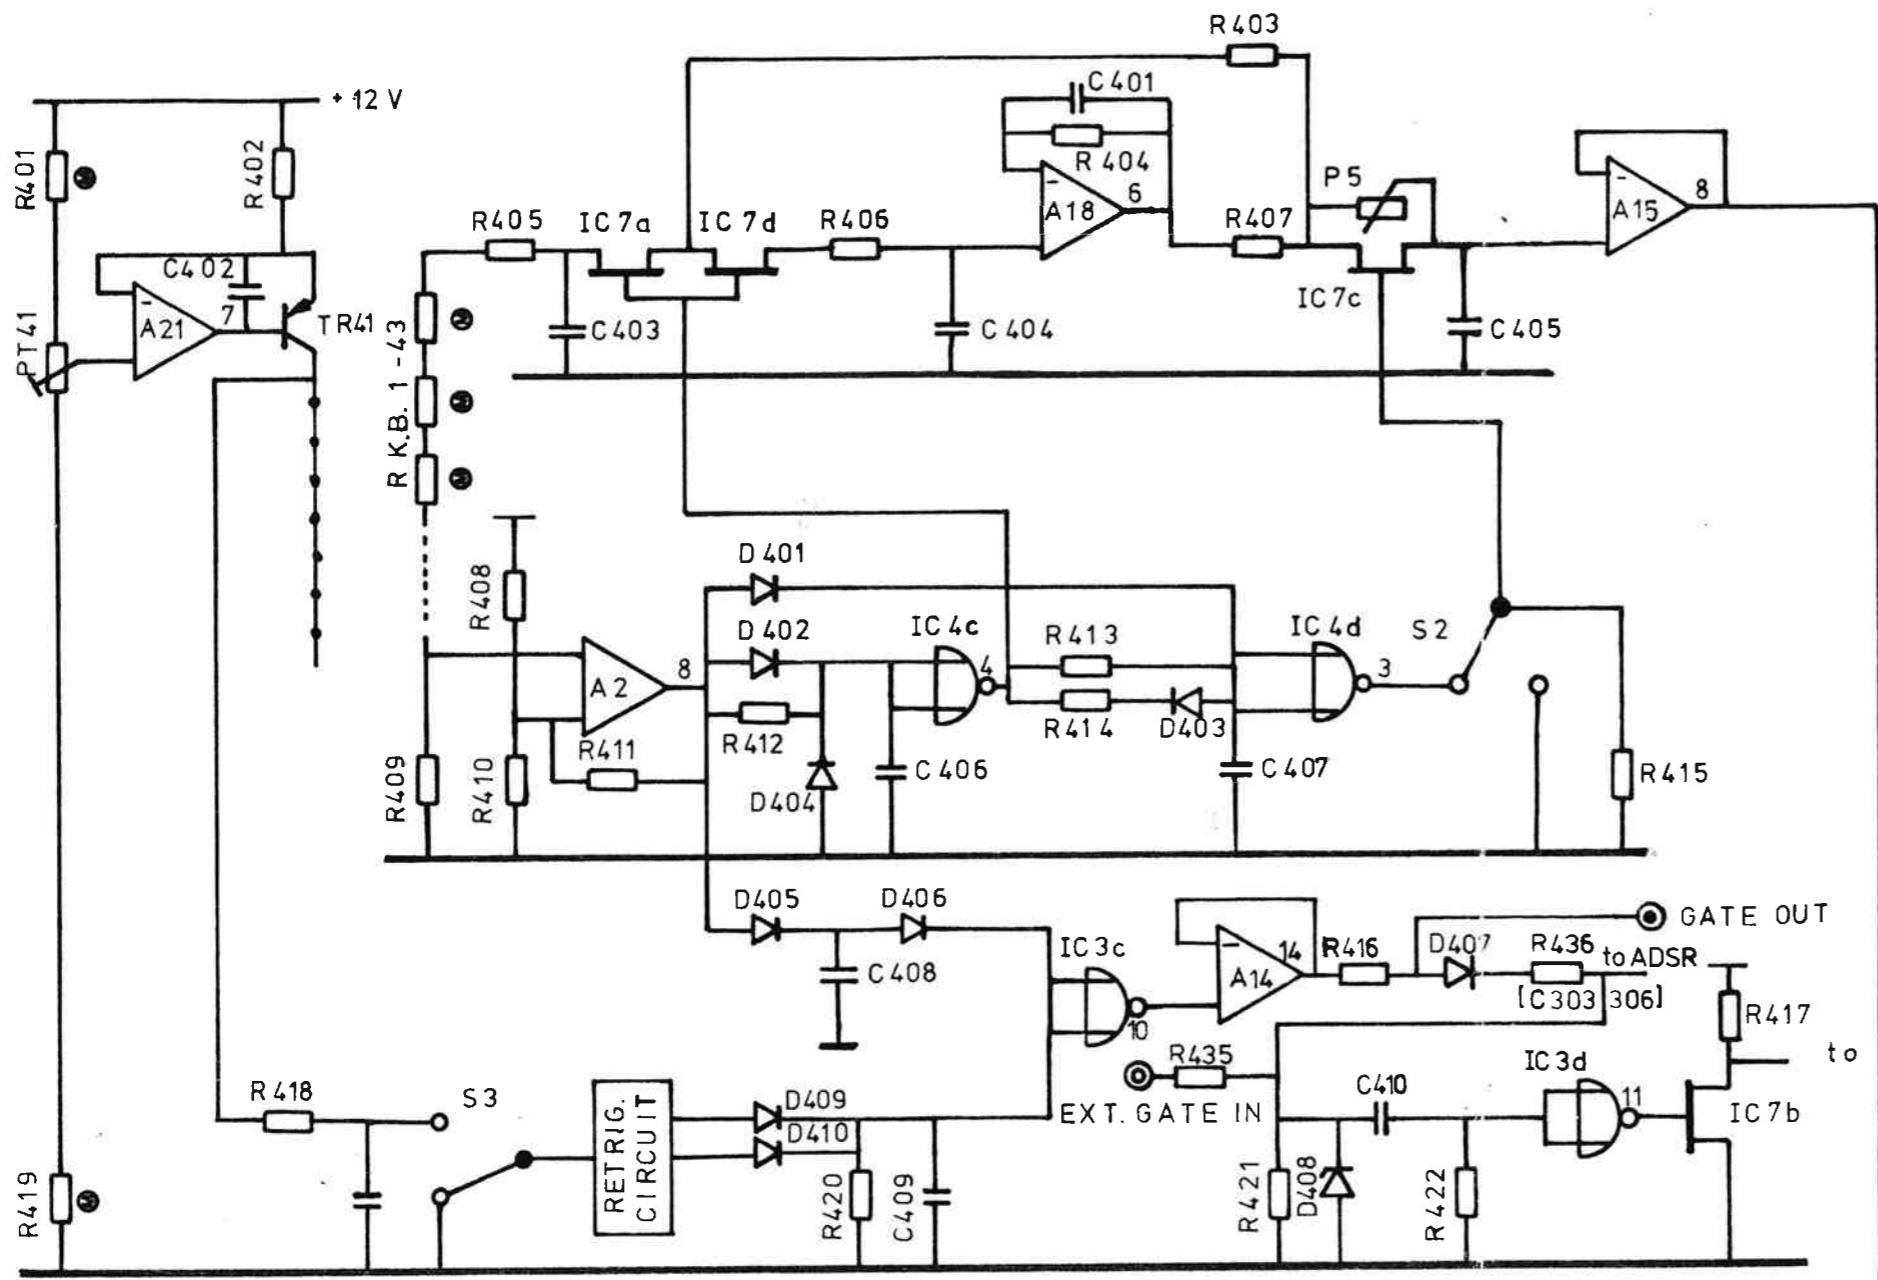 R403
C401
+ 12 V
R401
M
R402
R404
P5
A18
6
A15
8
R405
IC7a
IC7d
R406
R407
C402
A21
7
TR41
PT41
IC7c
C403
C404
C405
R K.B. 1-43
M
M
M
D401
R408
D402
IC4c
R413
IC4d
S2
A2
8
4
3
R412
R414
D403
R411
R409
R410
D404
C406
C407
R415
D405
D406
GATE OUT
IC3c
14
R416
D407
R436
to ADSR
C408
A14
[C303 306]
10
R417
R435
IC3d
to
R418
S3
D409
C410
11
EXT. GATE IN
IC7b
D410
RETRIG.
CIRCUIT
R419
M
R420
C409
R421
D408
R422